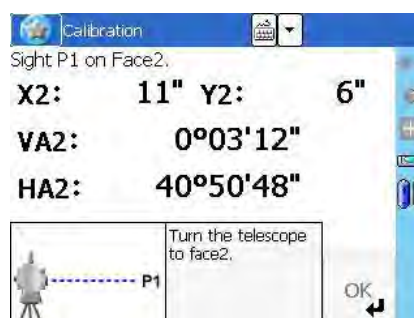 Calibration
Sight P1 on Face2.
X2: 11" Y2: 6"
VA2: 0°03'12"
HA2: 40°50'48"
Turn the telescope
to face2.
P1
OK